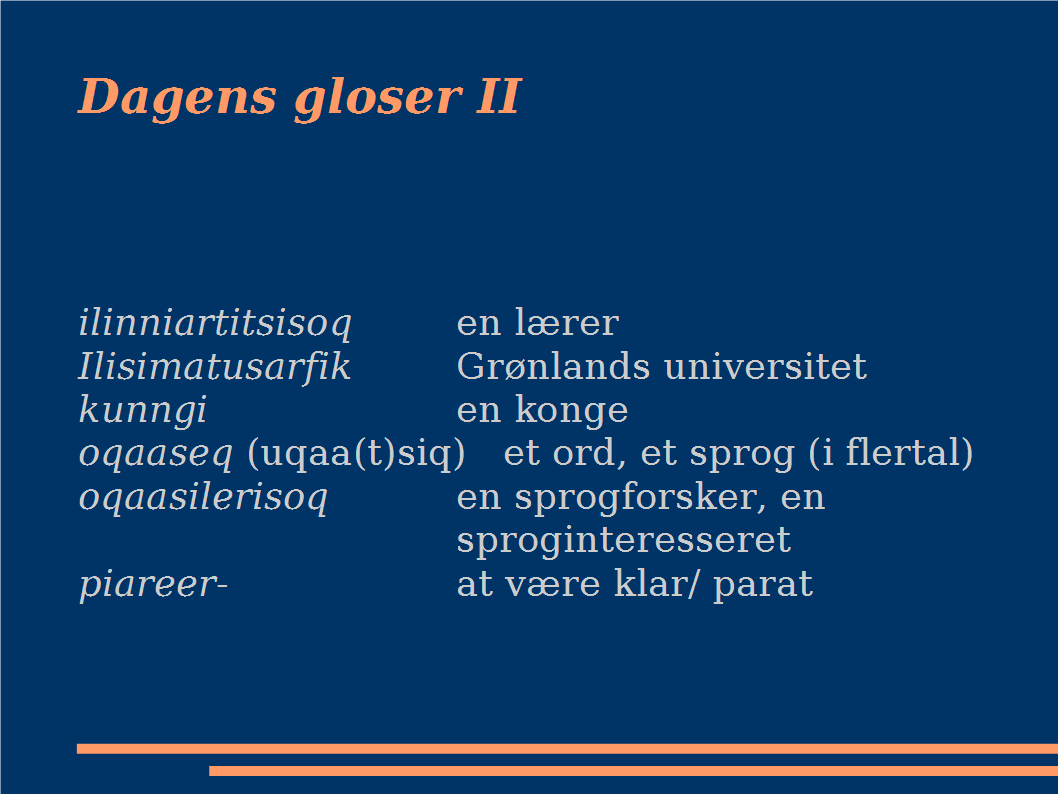 Dagens gloser II
ilinniartitsisoq en lærer
Ilisimatusarfik Grønlands universitet
kunngi en konge
oqaaseq (uqaa(t)siq) et ord, et sprog (i flertal)
oqaasilerisoq en sprogforsker, en
sproginteresseret
piareer- at være klar/ parat